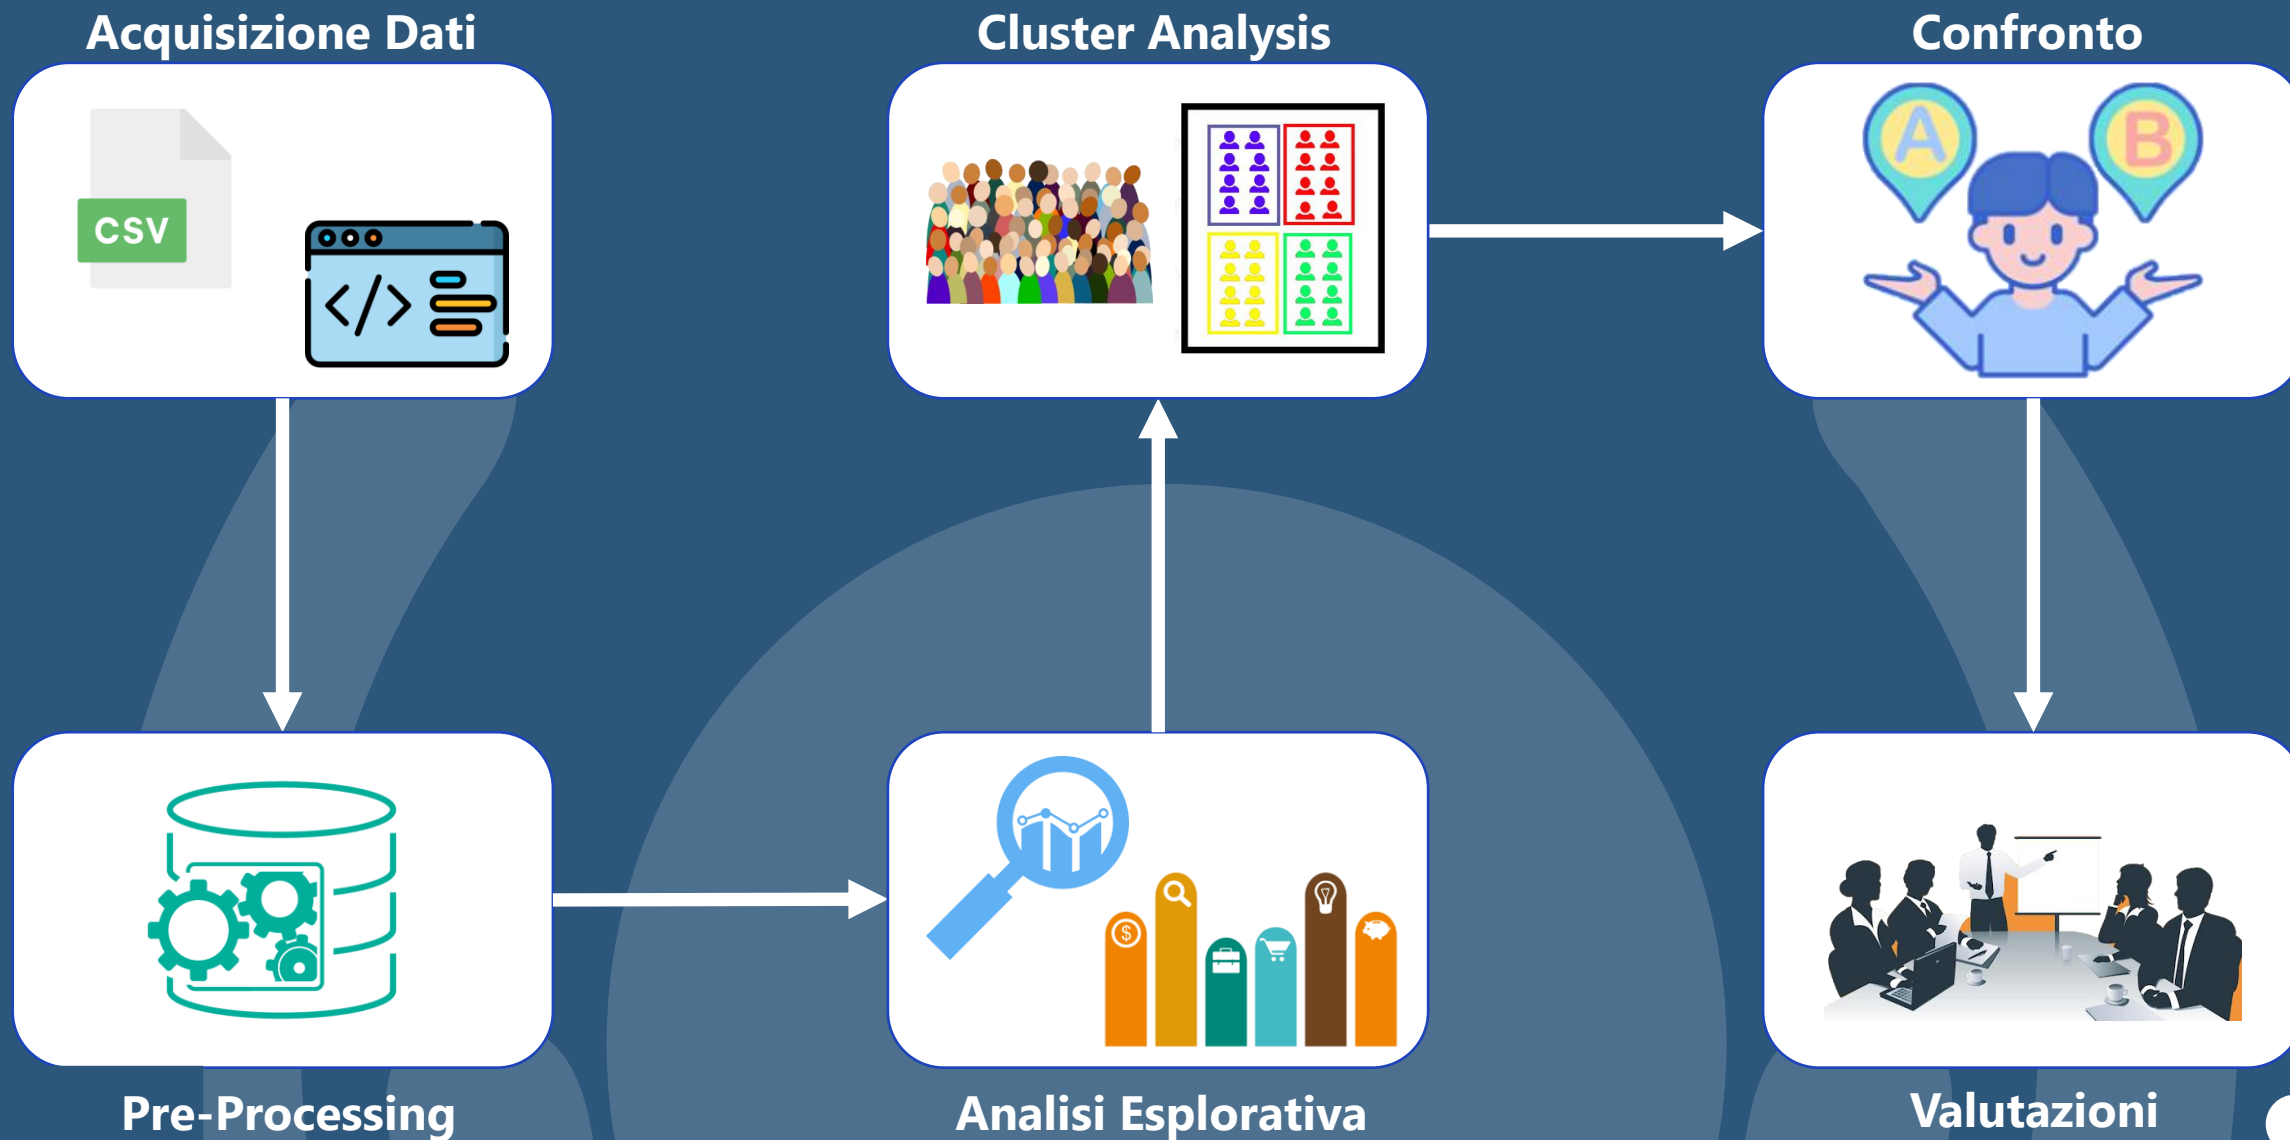 Acquisizione Dati
Cluster Analysis
Confronto
CSV
</>
A
B
$
Pre-Processing
Analisi Esplorativa
Valutazioni